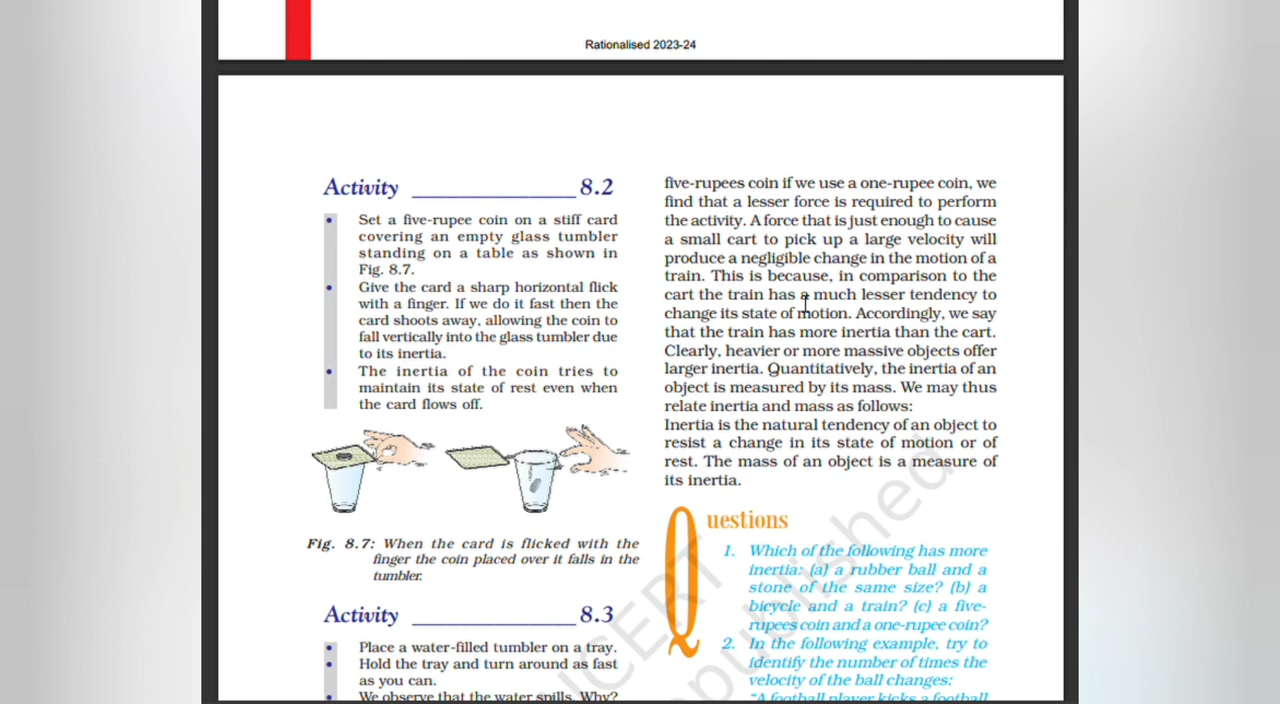 Rationalised 2023-24
Activity 8.2
• Set a five-rupee coin on a stiff card
covering an empty glass tumbler
standing on a table as shown in
Fig. 8.7.
• Give the card a sharp horizontal flick
with a finger. If we do it fast then the
card shoots away, allowing the coin to
fall vertically into the glass tumbler due
to its inertia.
• The inertia of the coin tries to
maintain its state of rest even when
the card flows off.
Fig. 8.7: When the card is flicked with the
finger the coin placed over it falls in the
tumbler.
Activity 8.3
• Place a water-filled tumbler on a tray.
• Hold the tray and turn around as fast
as you can.
• We observe that the water spills. Why?
five-rupees coin if we use a one-rupee coin, we
find that a lesser force is required to perform
the activity. A force that is just enough to cause
a small cart to pick up a large velocity will
produce a negligible change in the motion of a
train. This is because, in comparison to the
cart the train has a much lesser tendency to
change its state of motion. Accordingly, we say
that the train has more inertia than the cart.
Clearly, heavier or more massive objects offer
larger inertia. Quantitatively, the inertia of an
object is measured by its mass. We may thus
relate inertia and mass as follows:
Inertia is the natural tendency of an object to
resist a change in its state of motion or of
rest. The mass of an object is a measure of
its inertia.
Questions
1. Which of the following has more
inertia: (a) a rubber ball and a
stone of the same size? (b) a
bicycle and a train? (c) a five-
rupees coin and a one-rupee coin?
2. In the following example, try to
identify the number of times the
velocity of the ball changes:
"A football player kicks a football